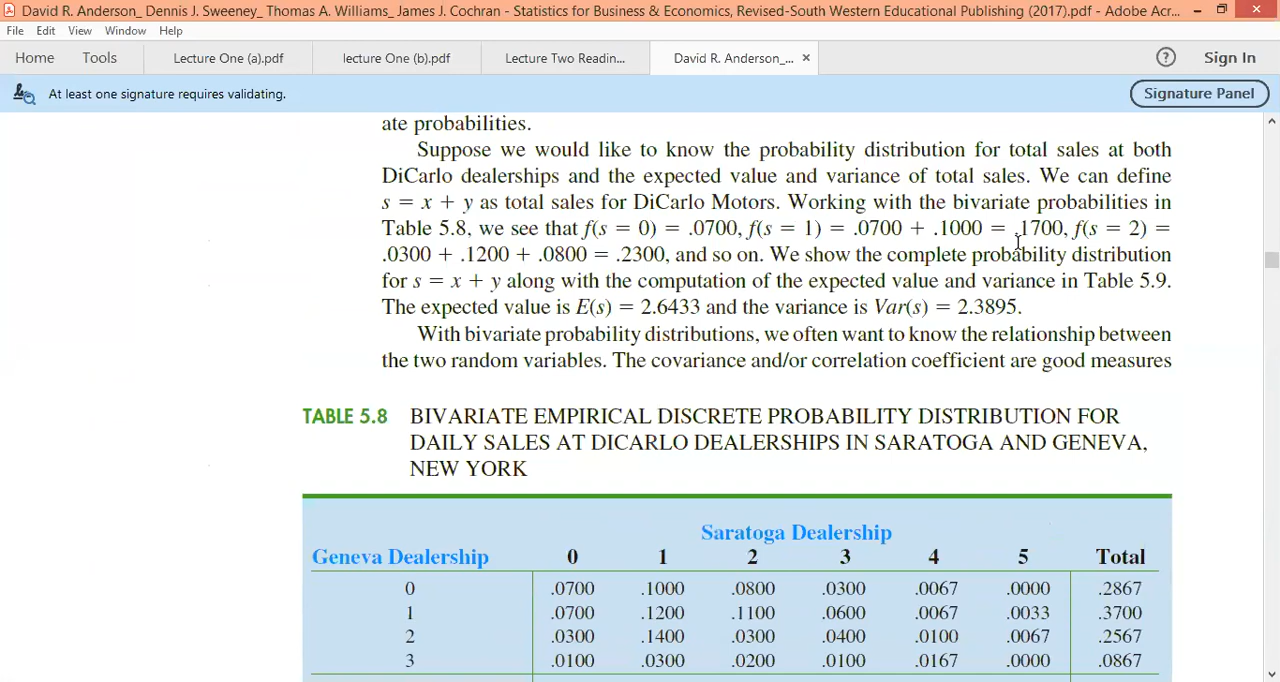 David R. Anderson_ Dennis J. Sweeney_ Thomas A. Williams_ James J. Cochran - Statistics for Business & Economics, Revised-South Western Educational Publishing (2017).pdf - Adobe Acr...
File Edit View Window Help
Home Tools Lecture One (a).pdf lecture One (b).pdf Lecture Two Readin... David R. Anderson_... × ? Sign In
At least one signature requires validating. Signature Panel
ate probabilities.
Suppose we would like to know the probability distribution for total sales at both
DiCarlo dealerships and the expected value and variance of total sales. We can define
s = x + y as total sales for DiCarlo Motors. Working with the bivariate probabilities in
Table 5.8, we see that f(s = 0) = .0700, f(s = 1) = .0700 + .1000 = .1700, f(s = 2) =
.0300 + .1200 + .0800 = .2300, and so on. We show the complete probability distribution
for s = x + y along with the computation of the expected value and variance in Table 5.9.
The expected value is E(s) = 2.6433 and the variance is Var(s) = 2.3895.
With bivariate probability distributions, we often want to know the relationship between
the two random variables. The covariance and/or correlation coefficient are good measures
TABLE 5.8 BIVARIATE EMPIRICAL DISCRETE PROBABILITY DISTRIBUTION FOR
DAILY SALES AT DICARLO DEALERSHIPS IN SARATOGA AND GENEVA,
NEW YORK
Saratoga Dealership
Geneva Dealership 0 1 2 3 4 5 Total
0 .0700 .1000 .0800 .0300 .0067 .0000 .2867
1 .0700 .1200 .1100 .0600 .0067 .0033 .3700
2 .0300 .1400 .0300 .0400 .0100 .0067 .2567
3 .0100 .0300 .0200 .0100 .0167 .0000 .0867